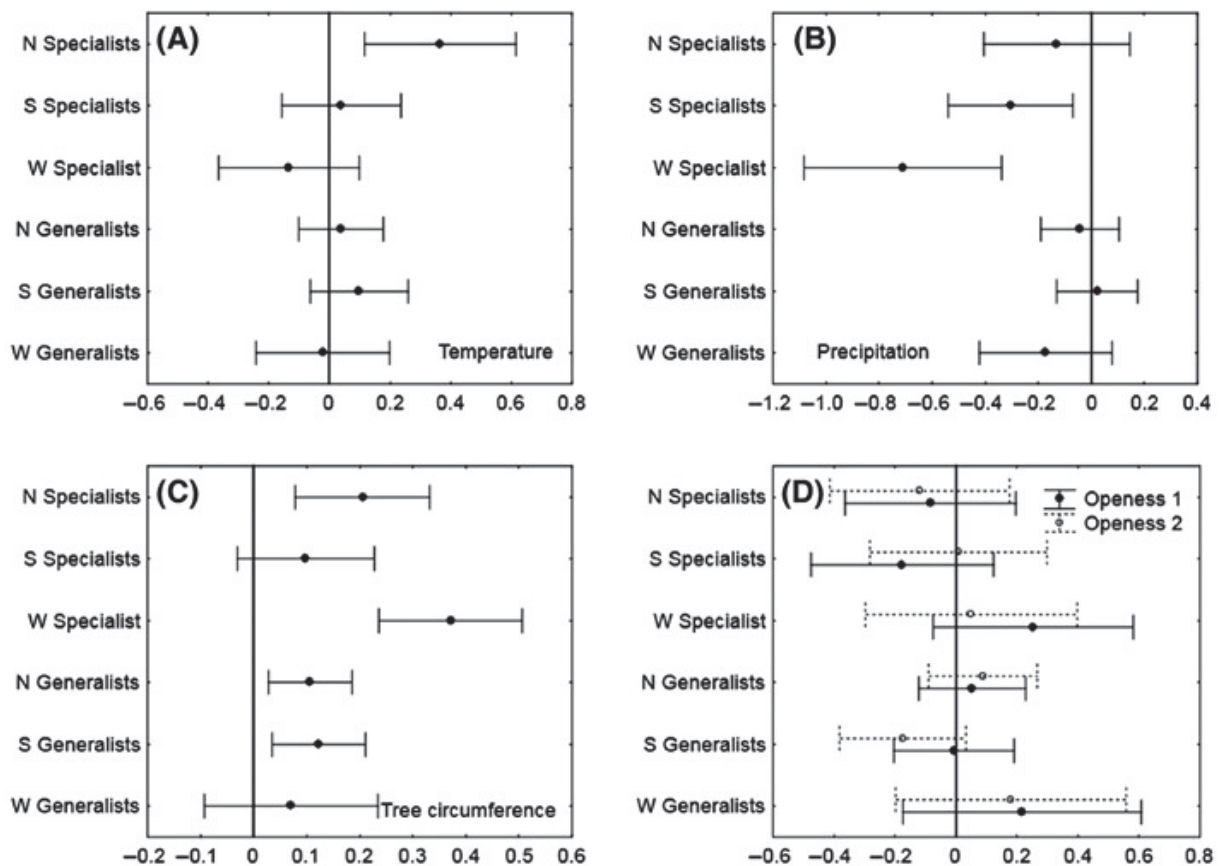 (A)
N Specialists
S Specialists
W Specialist
N Generalists
S Generalists
W Generalists
Temperature
−0.6 −0.4 −0.2 0 0.2 0.4 0.6 0.8
(B)
N Specialists
S Specialists
W Specialist
N Generalists
S Generalists
W Generalists
Precipitation
−1.2 −1.0 −0.8 −0.6 −0.4 −0.2 0 0.2 0.4
(C)
N Specialists
S Specialists
W Specialist
N Generalists
S Generalists
W Generalists
Tree circumference
−0.2 −0.1 0 0.1 0.2 0.3 0.4 0.5 0.6
(D)
Openess 1
Openess 2
N Specialists
S Specialists
W Specialist
N Generalists
S Generalists
W Generalists
−0.6 −0.4 −0.2 0 0.2 0.4 0.6 0.8